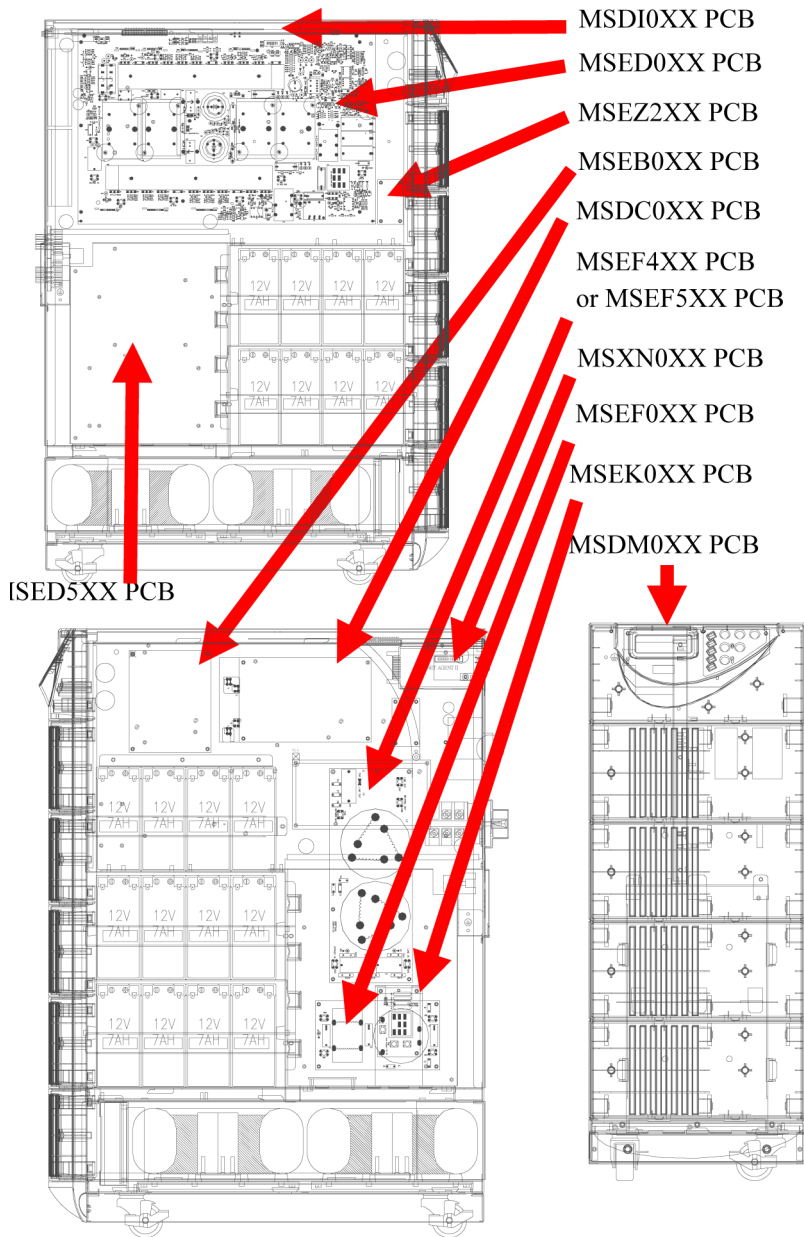 MSDI0XX PCB
MSED0XX PCB
MSEZ2XX PCB
MSEB0XX PCB
MSDC0XX PCB
MSEF4XX PCB
or MSEF5XX PCB
MSXN0XX PCB
MSEF0XX PCB
MSEK0XX PCB
MSDM0XX PCB
12V 12V 12V 12V
7AH 7AH 7AH 7AH
12V 12V 12V 12V
7AH 7AH 7AH 7AH
ISED5XX PCB
12V 12V 12V 12V
7AH 7AH 7AH 7AH
12V 12V 12V 12V
7AH 7AH 7AH 7AH
12V 12V 12V 12V
7AH 7AH 7AH 7AH